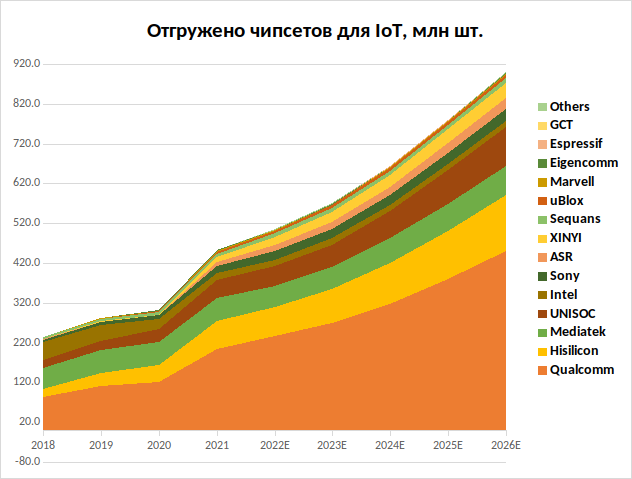 Отгружено чипсетов для IoT, млн шт.
920.0
820.0
720.0
620.0
520.0
420.0
320.0
220.0
120.0
20.0
-80.0
2018 2019 2020 2021 2022E 2023E 2024E 2025E 2026E
Others
GCT
Espressif
Eigencomm
Marvell
uBlox
Sequans
XINYI
ASR
Sony
Intel
UNISOC
Mediatek
Hisilicon
Qualcomm